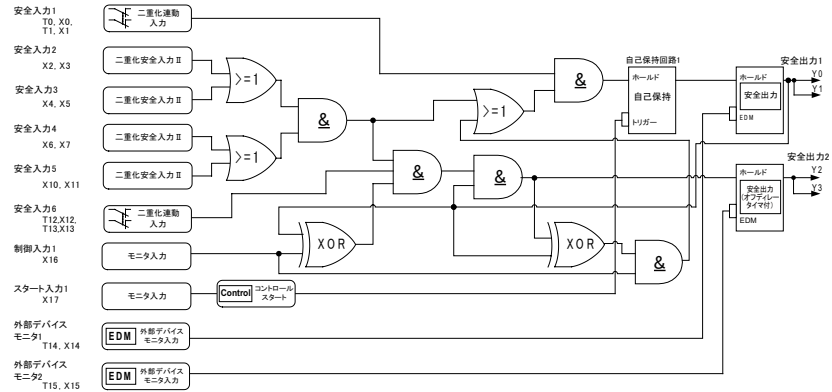 安全入力1
T0, X0,
T1, X1
二重化連動
入力
安全入力2
X2, X3
二重化安全入力Ⅱ
安全入力3
X4, X5
二重化安全入力Ⅱ
>=1
安全入力4
X6, X7
二重化安全入力Ⅱ
安全入力5
X10, X11
二重化安全入力Ⅱ
>=1
&
安全入力6
T12,X12,
T13,X13
二重化連動
入力
制御入力1
X16
モニタ入力
スタート入力1
X17
モニタ入力
Control
コントロール
スタート
外部デバイス
モニタ1
T14, X14
EDM
外部デバイス
モニタ入力
外部デバイス
モニタ2
T15, X15
EDM
外部デバイス
モニタ入力
XOR
&
&
XOR
&
>=1
&
自己保持回路1
ホールド
自己保持
トリガー
ホールド
安全出力
EDM
安全出力1
Y0
Y1
ホールド
安全出力
(オフディレー
タイマ付)
EDM
安全出力2
Y2
Y3